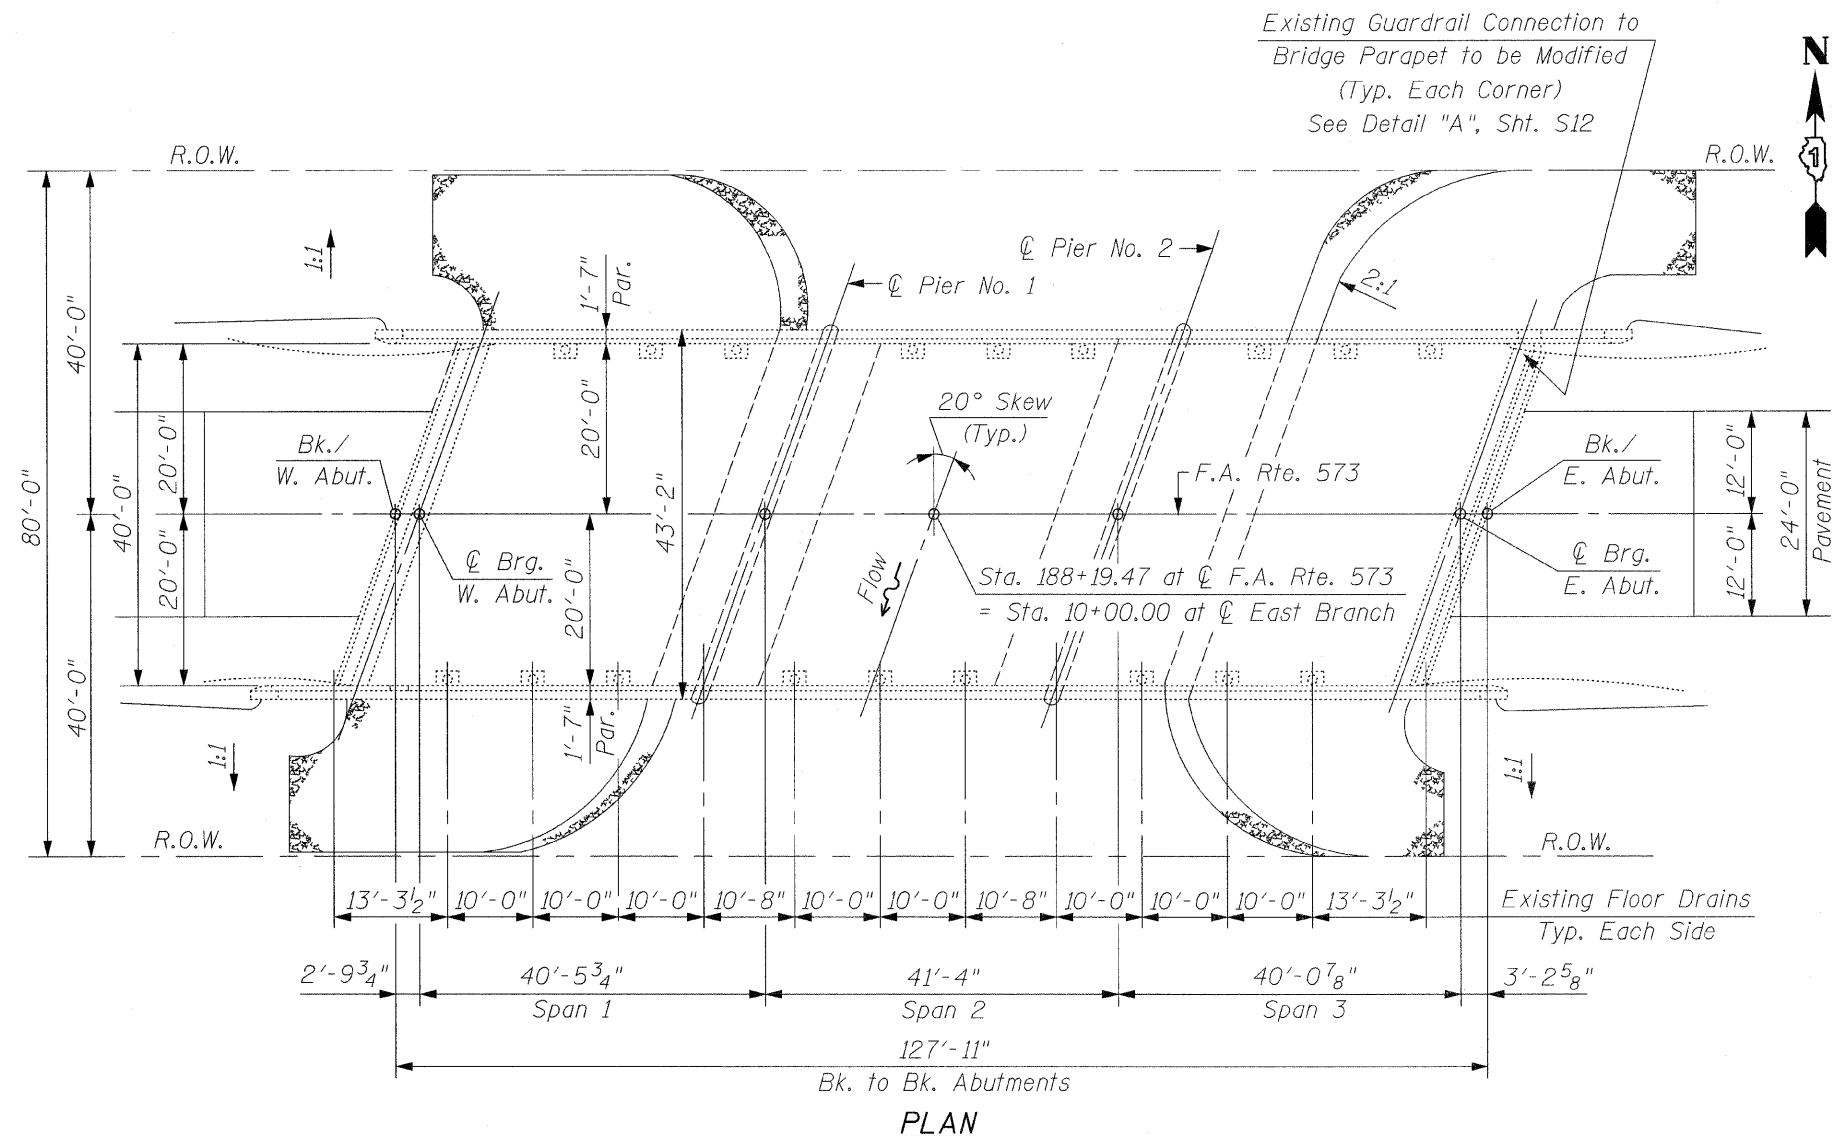 Existing Guardrail Connection to
Bridge Parapet to be Modified
(Typ. Each Corner)
See Detail "A", Sht. S12
N
1
R.O.W.
R.O.W.
℄ Pier No. 2
℄ Pier No. 1
1:1
1'-7"
Par.
2:1
40'-0"
20'-0"
20'-0"
20° Skew
(Typ.)
Bk./
W. Abut.
F.A. Rte. 573
Bk./
E. Abut.
12'-0"
80'-0"
40'-0"
43'-2"
24'-0"
Pavement
℄ Brg.
W. Abut.
℄ Brg.
E. Abut.
20'-0"
20'-0"
12'-0"
Flow
Sta. 188+19.47 at ℄ F.A. Rte. 573
= Sta. 10+00.00 at ℄ East Branch
40'-0"
1'-7"
Par.
1:1
1:1
R.O.W.
R.O.W.
13'-3½" 10'-0" 10'-0" 10'-0" 10'-8" 10'-0" 10'-0" 10'-8" 10'-0" 10'-0" 10'-0" 13'-3½" Existing Floor Drains
Typ. Each Side
2'-9¾" 40'-5¾" 41'-4" 40'-0⅞" 3'-2⅝"
Span 1 Span 2 Span 3
127'-11"
Bk. to Bk. Abutments
PLAN